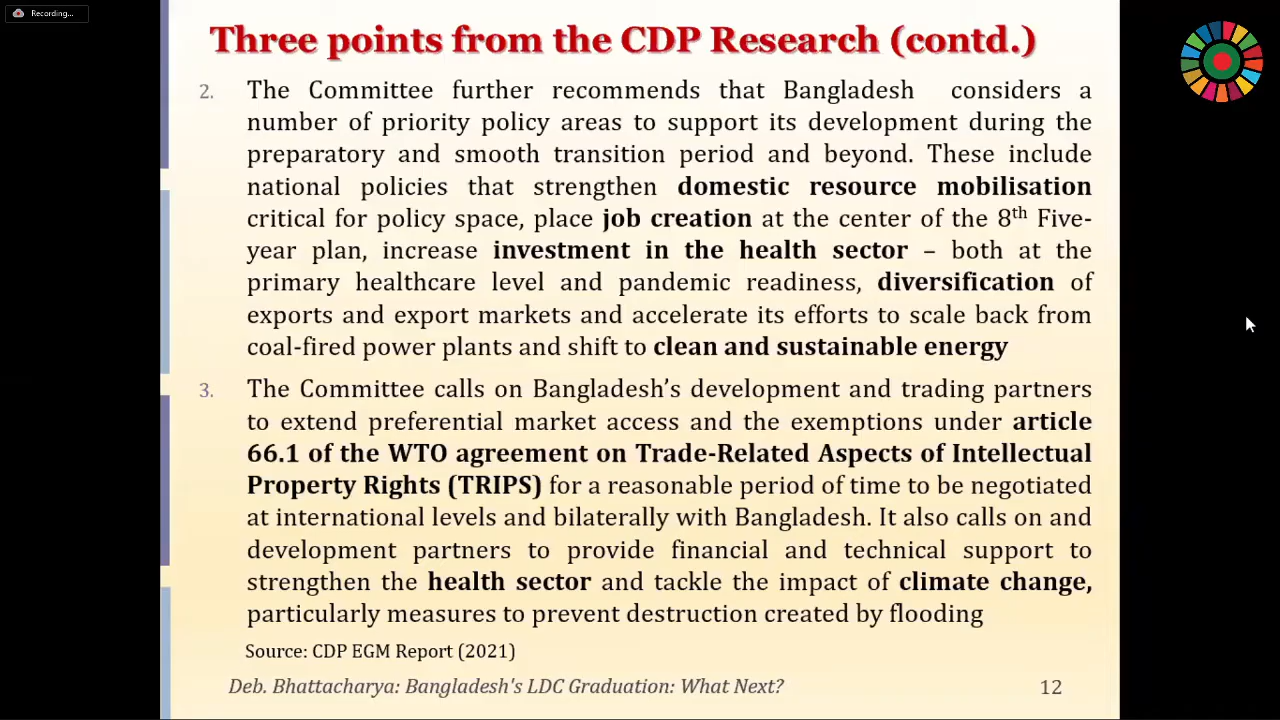 Recording...
Three points from the CDP Research (contd.)
2. The Committee further recommends that Bangladesh considers a
number of priority policy areas to support its development during the
preparatory and smooth transition period and beyond. These include
national policies that strengthen domestic resource mobilisation
critical for policy space, place job creation at the center of the 8th Five-
year plan, increase investment in the health sector – both at the
primary healthcare level and pandemic readiness, diversification of
exports and export markets and accelerate its efforts to scale back from
coal-fired power plants and shift to clean and sustainable energy
3. The Committee calls on Bangladesh’s development and trading partners
to extend preferential market access and the exemptions under article
66.1 of the WTO agreement on Trade-Related Aspects of Intellectual
Property Rights (TRIPS) for a reasonable period of time to be negotiated
at international levels and bilaterally with Bangladesh. It also calls on and
development partners to provide financial and technical support to
strengthen the health sector and tackle the impact of climate change,
particularly measures to prevent destruction created by flooding
Source: CDP EGM Report (2021)
Deb. Bhattacharya: Bangladesh's LDC Graduation: What Next?
12